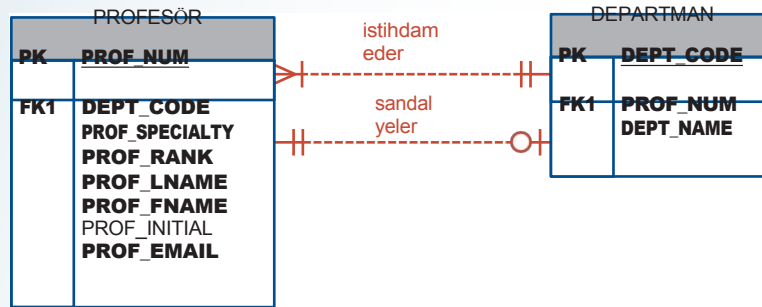 PROFESÖR
PK PROF_NUM
FK1 DEPT_CODE
PROF_SPECIALTY
PROF_RANK
PROF_LNAME
PROF_FNAME
PROF_INITIAL
PROF_EMAIL
istihdam
eder
sandal
yeler
DEPARTMAN
PK DEPT_CODE
FK1 PROF_NUM
DEPT_NAME